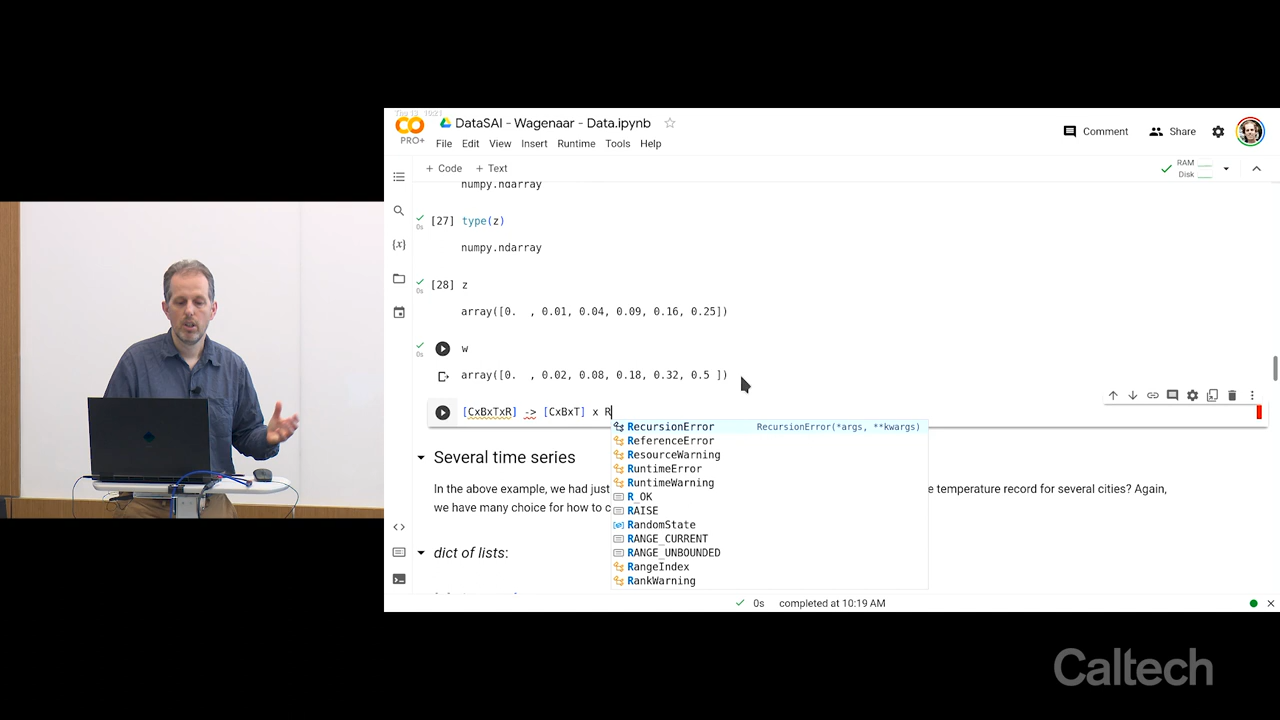 DataSAI - Wagenaar - Data.ipynb
PRO+
File Edit View Insert Runtime Tools Help
Comment Share
+ Code + Text
RAM
Disk
numpy.ndarray
[27] type(z)
0s
numpy.ndarray
[28] z
0s
array([0.  , 0.01, 0.04, 0.09, 0.16, 0.25])
w
0s
array([0.  , 0.02, 0.08, 0.18, 0.32, 0.5 ])
[CxBxTxR] -> [CxBxT] x R
RecursionError RecursionError(*args, **kwargs)
ReferenceError
ResourceWarning
RuntimeError
RuntimeWarning
R_OK
RAISE
RandomState
RANGE_CURRENT
RANGE_UNBOUNDED
RangeIndex
RankWarning
Several time series
In the above example, we had just e temperature record for several cities? Again,
we have many choice for how to c
dict of lists:
0s completed at 10:19 AM
Caltech